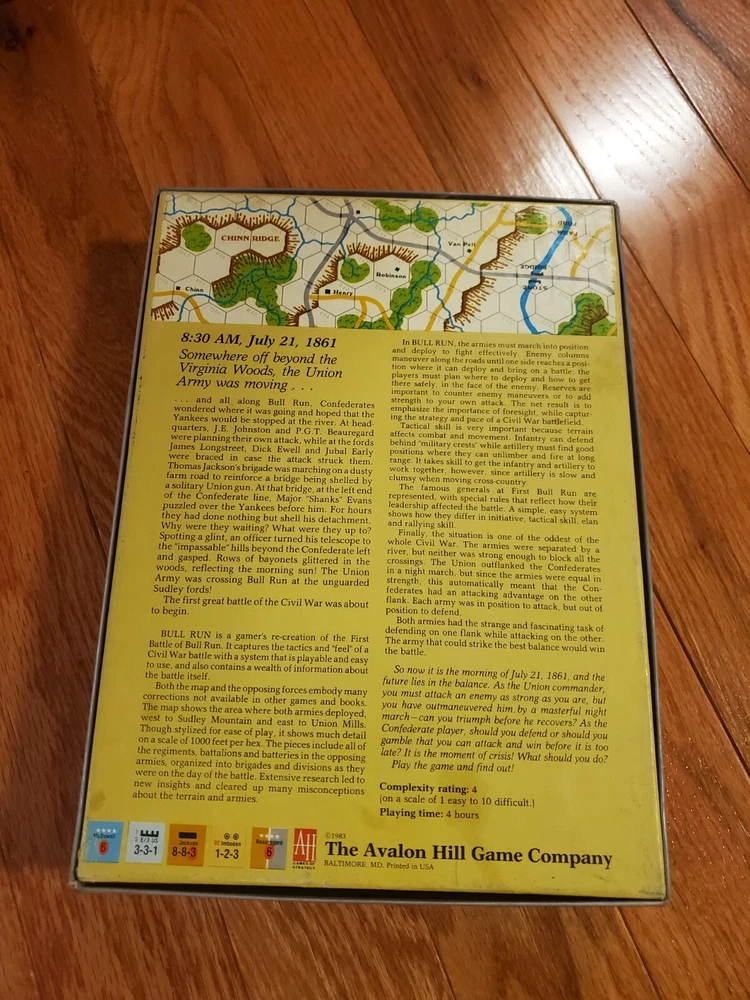 CHINN RIDGE
Chinn
Henry
Robinson
Van Pelt
STONE
BRIDGE
FARM
FORD
8:30 AM, July 21, 1861
Somewhere off beyond the
Virginia Woods, the Union
Army was moving . . .
. . . and all along Bull Run, Confederates
wondered where it was going and hoped that the
Yankees would be stopped at the river. At head-
quarters, J.E. Johnston and P.G.T. Beauregard
were planning their own attack, while at the fords
James Longstreet, Dick Ewell and Jubal Early
were braced in case the attack struck them.
Thomas Jackson's brigade was marching on a dusty
farm road to reinforce a bridge being shelled by
a solitary Union gun. At that bridge, at the left end
of the Confederate line, Major "Shanks" Evans
puzzled over the Yankees before him. For hours
they had done nothing but shell his detachment.
Why were they waiting? What were they up to?
Spotting a glint, an officer turned his telescope to
the "impassable" hills beyond the Confederate left
and gasped. Rows of bayonets glittered in the
woods, reflecting the morning sun! The Union
Army was crossing Bull Run at the unguarded
Sudley fords!
The first great battle of the Civil War was about
to begin.
BULL RUN is a gamer's re-creation of the First
Battle of Bull Run. It captures the tactics and "feel" of a
Civil War battle with a system that is playable and easy
to use, and also contains a wealth of information about
the battle itself.
Both the map and the opposing forces embody many
corrections not available in other games and books.
The map shows the area where both armies deployed,
west to Sudley Mountain and east to Union Mills.
Though stylized for ease of play, it shows much detail
on a scale of 1000 feet per hex. The pieces include all of
the regiments, battalions and batteries in the opposing
armies, organized into brigades and divisions as they
were on the day of the battle. Extensive research led to
new insights and cleared up many misconceptions
about the terrain and armies.
In BULL RUN, the armies must march into position
and deploy to fight effectively. Enemy columns
maneuver along the roads until one side reaches a posi-
tion where it can deploy and bring on a battle; the
players must plan where to deploy and how to get
there safely, in the face of the enemy. Reserves are
important to counter enemy maneuvers or to add
strength to your own attack. The net result is to
emphasize the importance of foresight, while captur-
ing the strategy and pace of a Civil War battlefield.
Tactical skill is very important because terrain
affects combat and movement. Infantry can defend
behind "military crests" while artillery must find good
positions where they can unlimber and fire at long
range. It takes skill to get the infantry and artillery to
work together, however, since artillery is slow and
clumsy when moving cross-country.
The famous generals at First Bull Run are
represented, with special rules that reflect how their
leadership affected the battle. A simple, easy system
shows how they differ in initiative, tactical skill, elan
and rallying skill.
Finally, the situation is one of the oddest of the
whole Civil War. The armies were separated by a
river, but neither was strong enough to block all the
crossings. The Union outflanked the Confederates
in a night march, but since the armies were equal in
strength, this automatically meant that the Con-
federates had an attacking advantage on the other
flank. Each army was in position to attack, but out of
position to defend.
Both armies had the strange and fascinating task of
defending on one flank while attacking on the other.
The army that could strike the best balance would win
the battle.
So now it is the morning of July 21, 1861, and the
future lies in the balance. As the Union commander,
you must attack an enemy as strong as you are, but
you have outmaneuvered him by a masterful night
march—can you triumph before he recovers? As the
Confederate player, should you defend or should you
gamble that you can attack and win before it is too
late? It is the moment of crisis! What should you do?
Play the game and find out!
Complexity rating: 4
(on a scale of 1 easy to 10 difficult.)
Playing time: 4 hours
McDowell
6
3-3-1
Jackson
8-8-3
Imboden
1-2-3
Beauregard
6
AH
GAMES OF
STRATEGY
©1983
The Avalon Hill Game Company
BALTIMORE, MD. Printed in USA